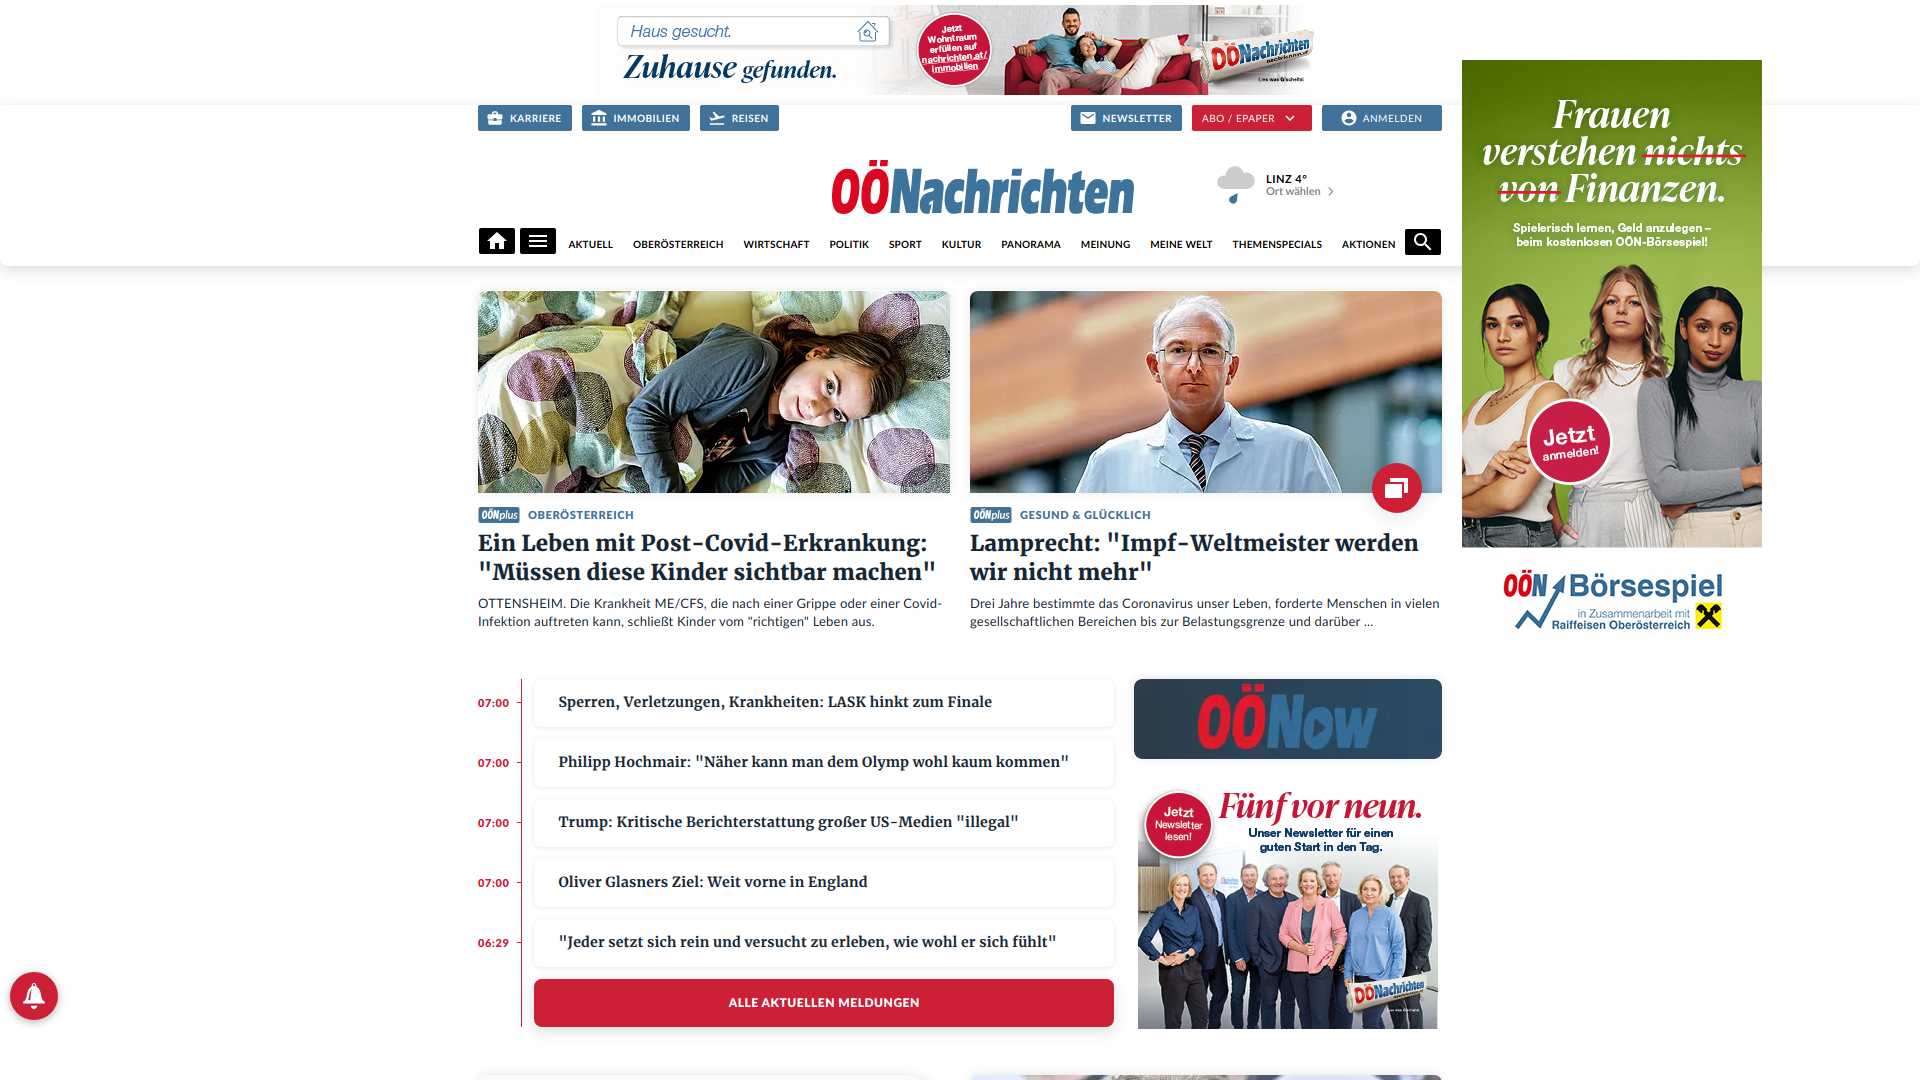 Haus gesucht.
Zuhause gefunden.
Jetzt
Wohntraum
erfüllen auf
nachrichten.at/
immobilien
OÖNachrichten
Lies was G'scheits!
KARRIERE
IMMOBILIEN
REISEN
NEWSLETTER
ABO / EPAPER
ANMELDEN
OÖNachrichten
LINZ 4°
Ort wählen
AKTUELL
OBERÖSTERREICH
WIRTSCHAFT
POLITIK
SPORT
KULTUR
PANORAMA
MEINUNG
MEINE WELT
THEMENSPECIALS
AKTIONEN
Frauen
verstehen nichts
von Finanzen.
Spielerisch lernen, Geld anzulegen –
beim kostenlosen OÖN-Börsespiel!
Jetzt
anmelden!
OÖN Börsespiel
in Zusammenarbeit mit
Raiffeisen Oberösterreich
OÖNplus OBERÖSTERREICH
Ein Leben mit Post-Covid-Erkrankung:
"Müssen diese Kinder sichtbar machen"
OTTENSHEIM. Die Krankheit ME/CFS, die nach einer Grippe oder einer Covid-
Infektion auftreten kann, schließt Kinder vom "richtigen" Leben aus.
OÖNplus GESUND & GLÜCKLICH
Lamprecht: "Impf-Weltmeister werden
wir nicht mehr"
Drei Jahre bestimmte das Coronavirus unser Leben, forderte Menschen in vielen
gesellschaftlichen Bereichen bis zur Belastungsgrenze und darüber ...
07:00 Sperren, Verletzungen, Krankheiten: LASK hinkt zum Finale
07:00 Philipp Hochmair: "Näher kann man dem Olymp wohl kaum kommen"
07:00 Trump: Kritische Berichterstattung großer US-Medien "illegal"
07:00 Oliver Glasners Ziel: Weit vorne in England
06:29 "Jeder setzt sich rein und versucht zu erleben, wie wohl er sich fühlt"
ALLE AKTUELLEN MELDUNGEN
OÖNow
Jetzt
Newsletter
lesen!
Fünf vor neun.
Unser Newsletter für einen
guten Start in den Tag.
OÖNachrichten